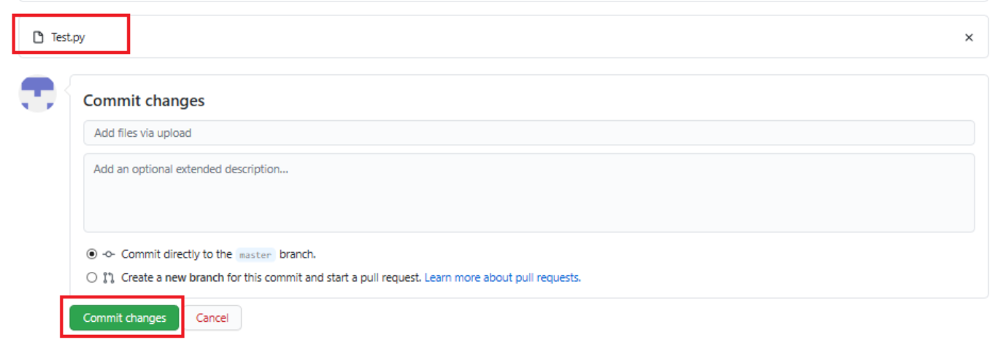 Test.py
Commit changes
Add files via upload
Add an optional extended description...
Commit directly to the master branch.
Create a new branch for this commit and start a pull request. Learn more about pull requests.
Commit changes Cancel